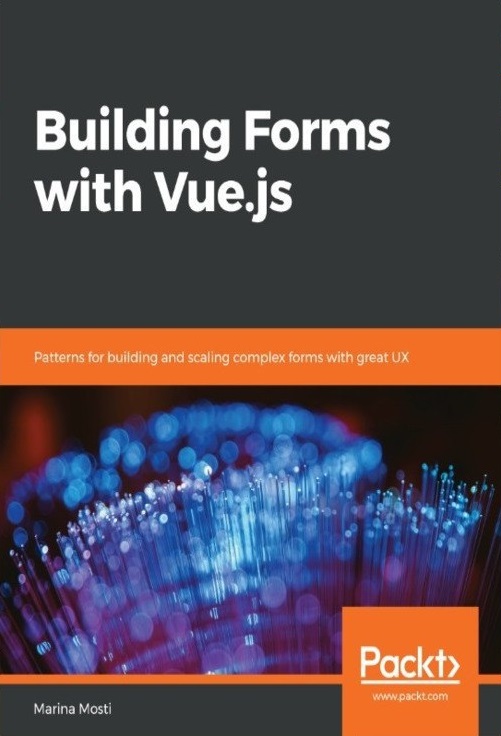 Building Forms
with Vue.js
Patterns for building and scaling complex forms with great UX
Packt>
www.packt.com
Marina Mosti